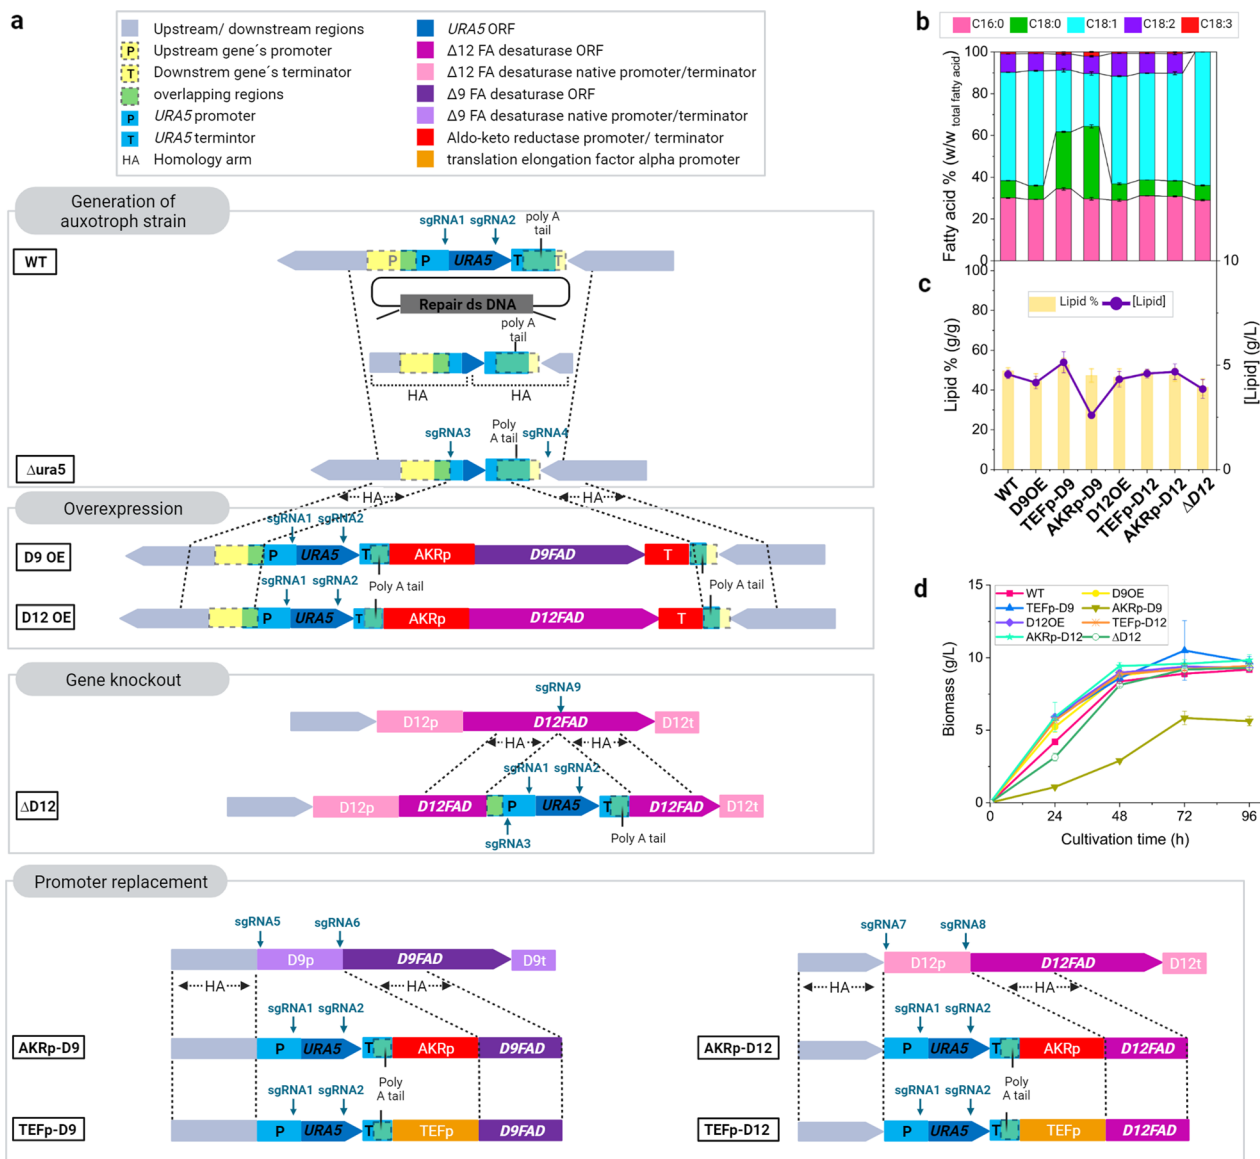 a
Upstream/ downstream regions
P Upstream gene´s promoter
T Downstrem gene´s terminator
overlapping regions
P URA5 promoter
T URA5 termintor
HA Homology arm
URA5 ORF
Δ12 FA desaturase ORF
Δ12 FA desaturase native promoter/terminator
Δ9 FA desaturase ORF
Δ9 FA desaturase native promoter/terminator
Aldo-keto reductase promoter/ terminator
translation elongation factor alpha promoter
Generation of
auxotroph strain
sgRNA1 sgRNA2 poly A
tail
WT
P P URA5 T T
Repair ds DNA
poly A
tail
HA HA
sgRNA3 Poly
A tail sgRNA4
Δura5
HA HA
Overexpression
sgRNA1 sgRNA2
D9 OE
P URA5 T AKRp D9FAD T
sgRNA1 sgRNA2 Poly A tail Poly A tail
D12 OE
P URA5 T AKRp D12FAD T
Gene knockout
sgRNA9
D12p D12FAD D12t
HA HA
sgRNA1 sgRNA2
ΔD12
D12p D12FAD P URA5 T D12FAD D12t
sgRNA3 Poly A tail
Promoter replacement
sgRNA5 sgRNA6
D9p D9FAD D9t
HA HA
sgRNA1 sgRNA2
AKRp-D9
P URA5 T AKRp D9FAD
sgRNA1 sgRNA2 Poly
A tail
TEFp-D9
P URA5 T TEFp D9FAD
sgRNA7 sgRNA8
D12p D12FAD D12t
HA HA
sgRNA1 sgRNA2
AKRp-D12
P URA5 T AKRp D12FAD
sgRNA1 sgRNA2 Poly
A tail
TEFp-D12
P URA5 T TEFp D12FAD
b
C16:0 C18:0 C18:1 C18:2 C18:3
Fatty acid % (w/w total fatty acid)
100
80
60
40
20
0
c
Lipid % [Lipid]
Lipid % (g/g)
100
80
60
40
20
0
[Lipid] (g/L)
10
5
0
WT D9OE TEFp-D9 AKRp-D9 D12OE TEFp-D12 AKRp-D12 ΔD12
d
WT D9OE
TEFp-D9 AKRp-D9
D12OE TEFp-D12
AKRp-D12 ΔD12
Biomass (g/L)
15
10
5
0
0 24 48 72 96
Cultivation time (h)